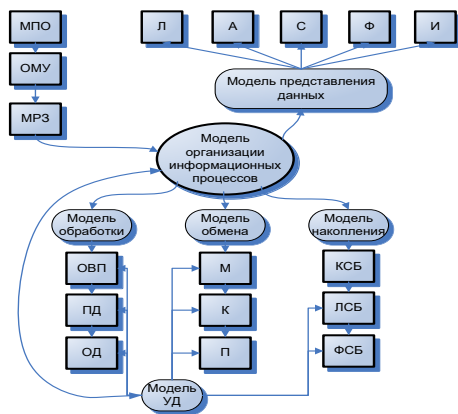 МПО
Л
А
С
Ф
И
ОМУ
Модель представления
данных
МРЗ
Модель
организации
информационных
процессов
Модель
обработки
Модель
обмена
Модель
накопления
ОВП
М
КСБ
ПД
К
ЛСБ
ОД
П
ФСБ
Модель
УД